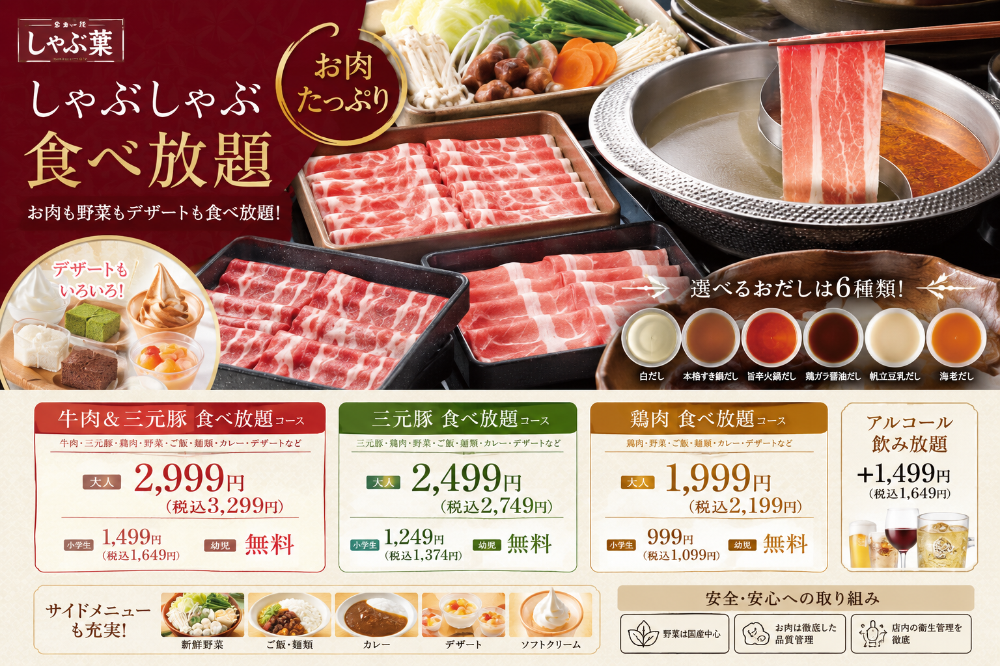 しゃぶ葉
しゃぶしゃぶ
食べ放題
お肉も野菜もデザートも食べ放題!
お肉
たっぷり
デザートも
いろいろ!
選べるおだしは6種類!
白だし
本格すき鍋だし
旨辛火鍋だし
鶏ガラ醤油だし
帆立豆乳だし
海老だし
牛肉&三元豚 食べ放題コース
牛肉・三元豚・鶏肉・野菜・ご飯・麺類・カレー・デザートなど
大人 2,999円
(税込3,299円)
小学生 1,499円
(税込1,649円)
幼児 無料
三元豚 食べ放題コース
三元豚・鶏肉・野菜・ご飯・麺類・カレー・デザートなど
大人 2,499円
(税込2,749円)
小学生 1,249円
(税込1,374円)
幼児 無料
鶏肉 食べ放題コース
鶏肉・野菜・ご飯・麺類・カレー・デザートなど
大人 1,999円
(税込2,199円)
小学生 999円
(税込1,099円)
幼児 無料
アルコール
飲み放題
+1,499円
(税込1,649円)
サイドメニュー
も充実!
新鮮野菜
ご飯・麺類
カレー
デザート
ソフトクリーム
安全・安心への取り組み
野菜は国産中心
お肉は徹底した
品質管理
店内の衛生管理を
徹底